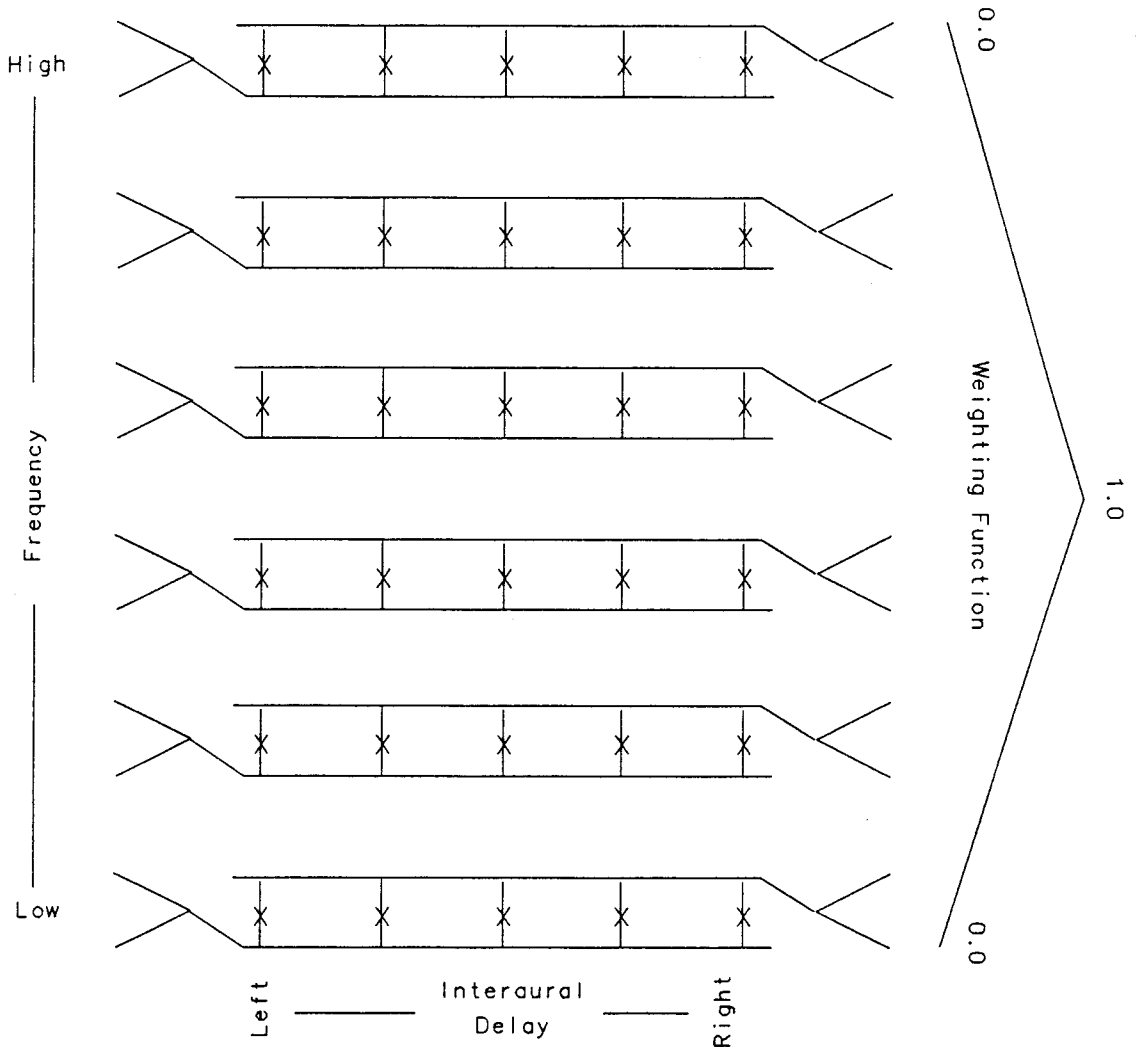 High
Frequency
Low
Left
Interaural
Delay
Right
0.0
Weighting Function
1.0
0.0